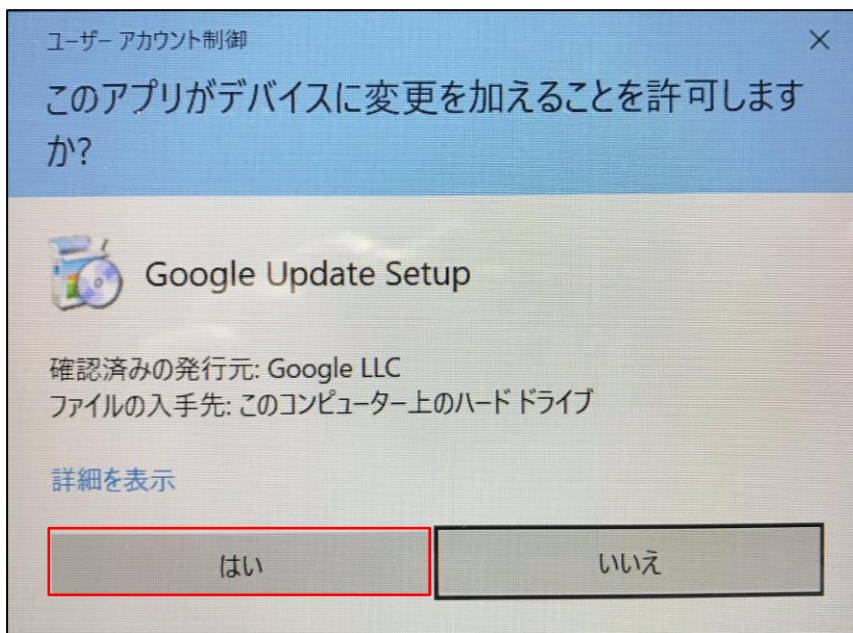 ユーザー アカウント制御
このアプリがデバイスに変更を加えることを許可します
か?
Google Update Setup
確認済みの発行元: Google LLC
ファイルの入手先: このコンピューター上のハード ドライブ
詳細を表示
はい
いいえ